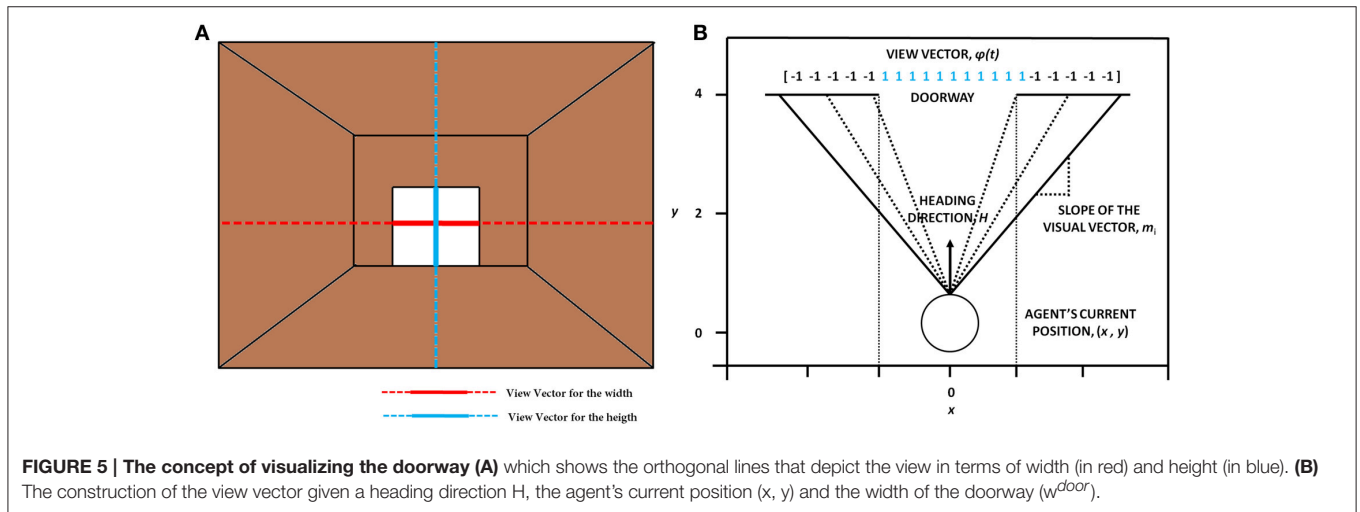 A
View Vector for the width
View Vector for the heigth
B
VIEW VECTOR, φ(t)
[ -1 -1 -1 -1 -1 1 1 1 1 1 1 1 1 1 1 -1 -1 -1 -1 -1 ]
4
DOORWAY
y
2
HEADING
DIRECTION, H
SLOPE OF THE
VISUAL VECTOR, mi
0
AGENT'S CURRENT
POSITION, (x , y)
0
x
FIGURE 5 | The concept of visualizing the doorway (A) which shows the orthogonal lines that depict the view in terms of width (in red) and height (in blue). (B)
The construction of the view vector given a heading direction H, the agent's current position (x, y) and the width of the doorway (w^door).